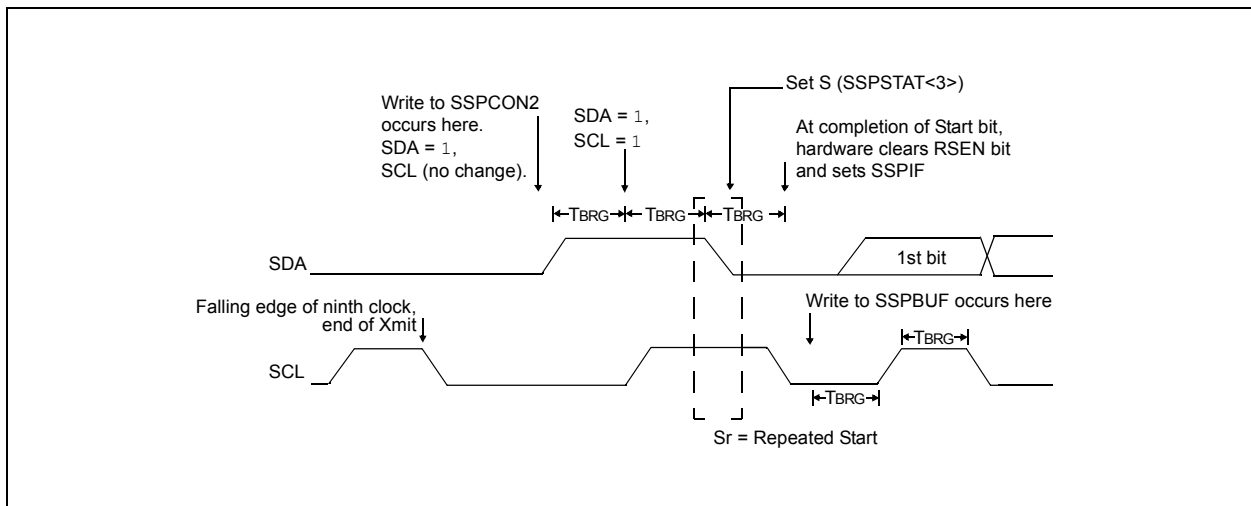 Write to SSPCON2
occurs here.
SDA = 1,
SCL (no change).
SDA = 1,
SCL = 1
Set S (SSPSTAT<3>)
At completion of Start bit,
hardware clears RSEN bit
and sets SSPIF
TBRG
TBRG
TBRG
SDA
1st bit
Falling edge of ninth clock,
end of Xmit
Write to SSPBUF occurs here
TBRG
SCL
TBRG
Sr = Repeated Start